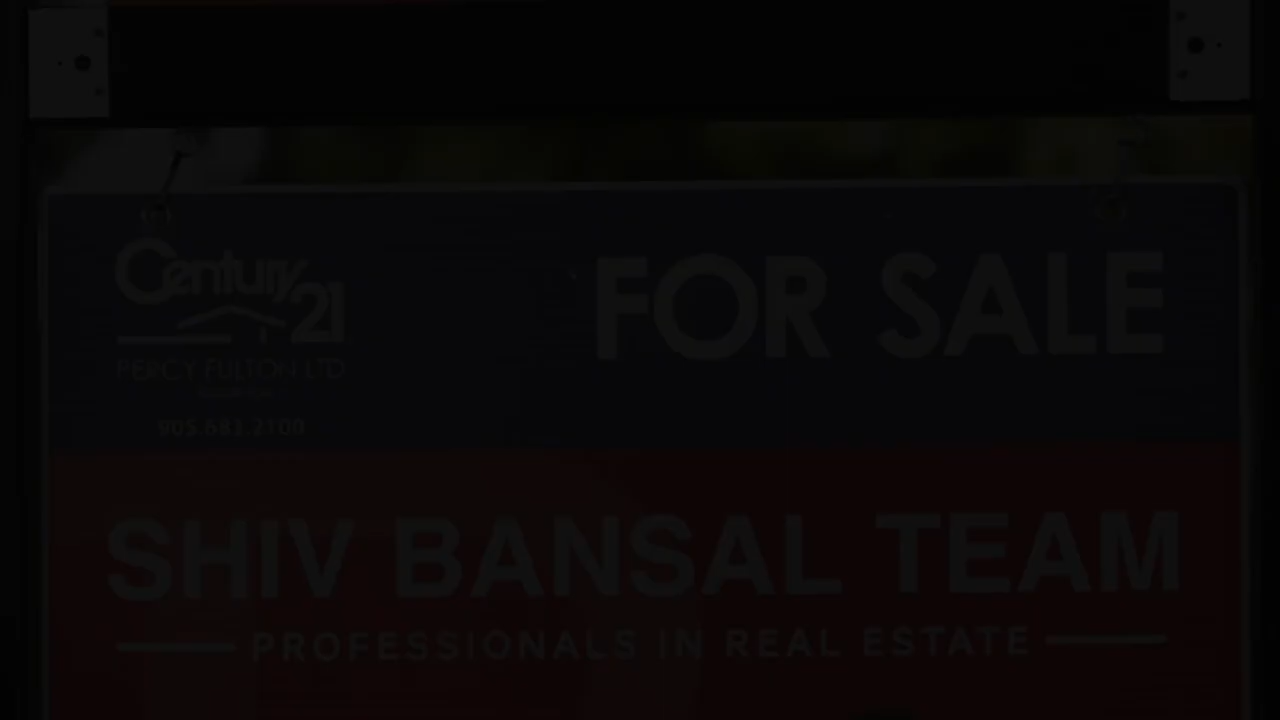 Century 21
FOR SALE
PERCY FULTON LTD
905.683.2100
SHIV BANSAL TEAM
PROFESSIONALS IN REAL ESTATE